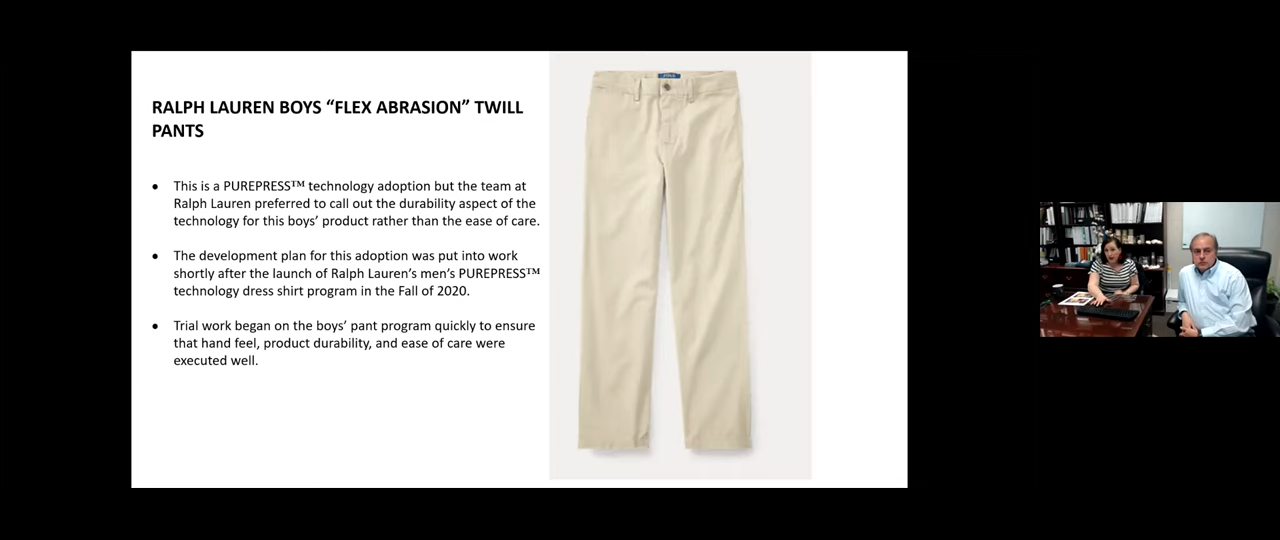 RALPH LAUREN BOYS “FLEX ABRASION” TWILL
PANTS
• This is a PUREPRESS™ technology adoption but the team at
Ralph Lauren preferred to call out the durability aspect of the
technology for this boys’ product rather than the ease of care.
• The development plan for this adoption was put into work
shortly after the launch of Ralph Lauren’s men’s PUREPRESS™
technology dress shirt program in the Fall of 2020.
• Trial work began on the boys’ pant program quickly to ensure
that hand feel, product durability, and ease of care were
executed well.